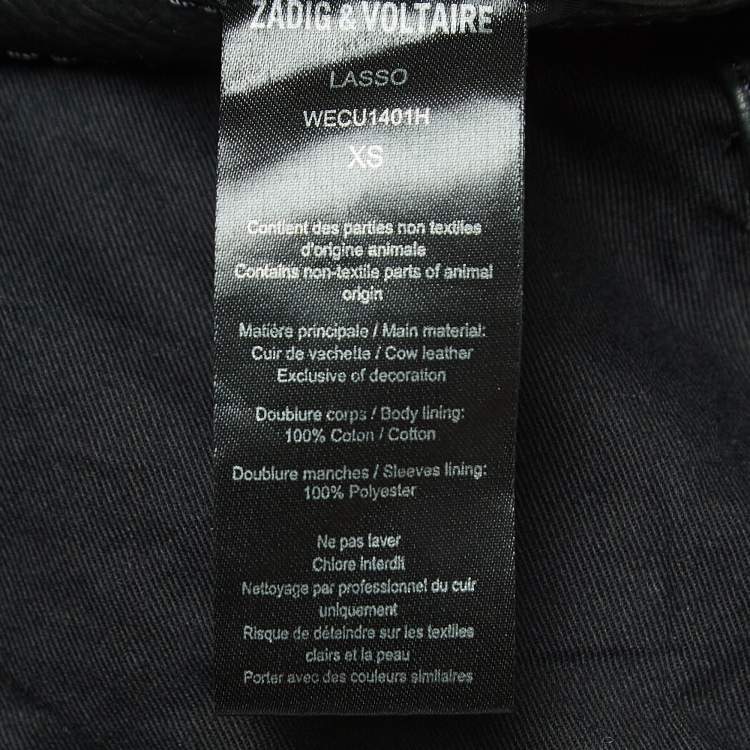 ZADIG & VOLTAIRE
LASSO
WECU1401H
XS
Contient des parties non textiles
d'origine animale
Contains non-textile parts of animal
origin
Matière principale / Main material:
Cuir de vachette / Cow leather
Exclusive of decoration
Doublure corps / Body lining:
100% Coton / Cotton
Doublure manches / Sleeves lining:
100% Polyester
Ne pas laver
Chlore interdit
Nettoyage par professionnel du cuir
uniquement
Risque de déteindre sur les textiles
clairs et la peau
Porter avec des couleurs similaires